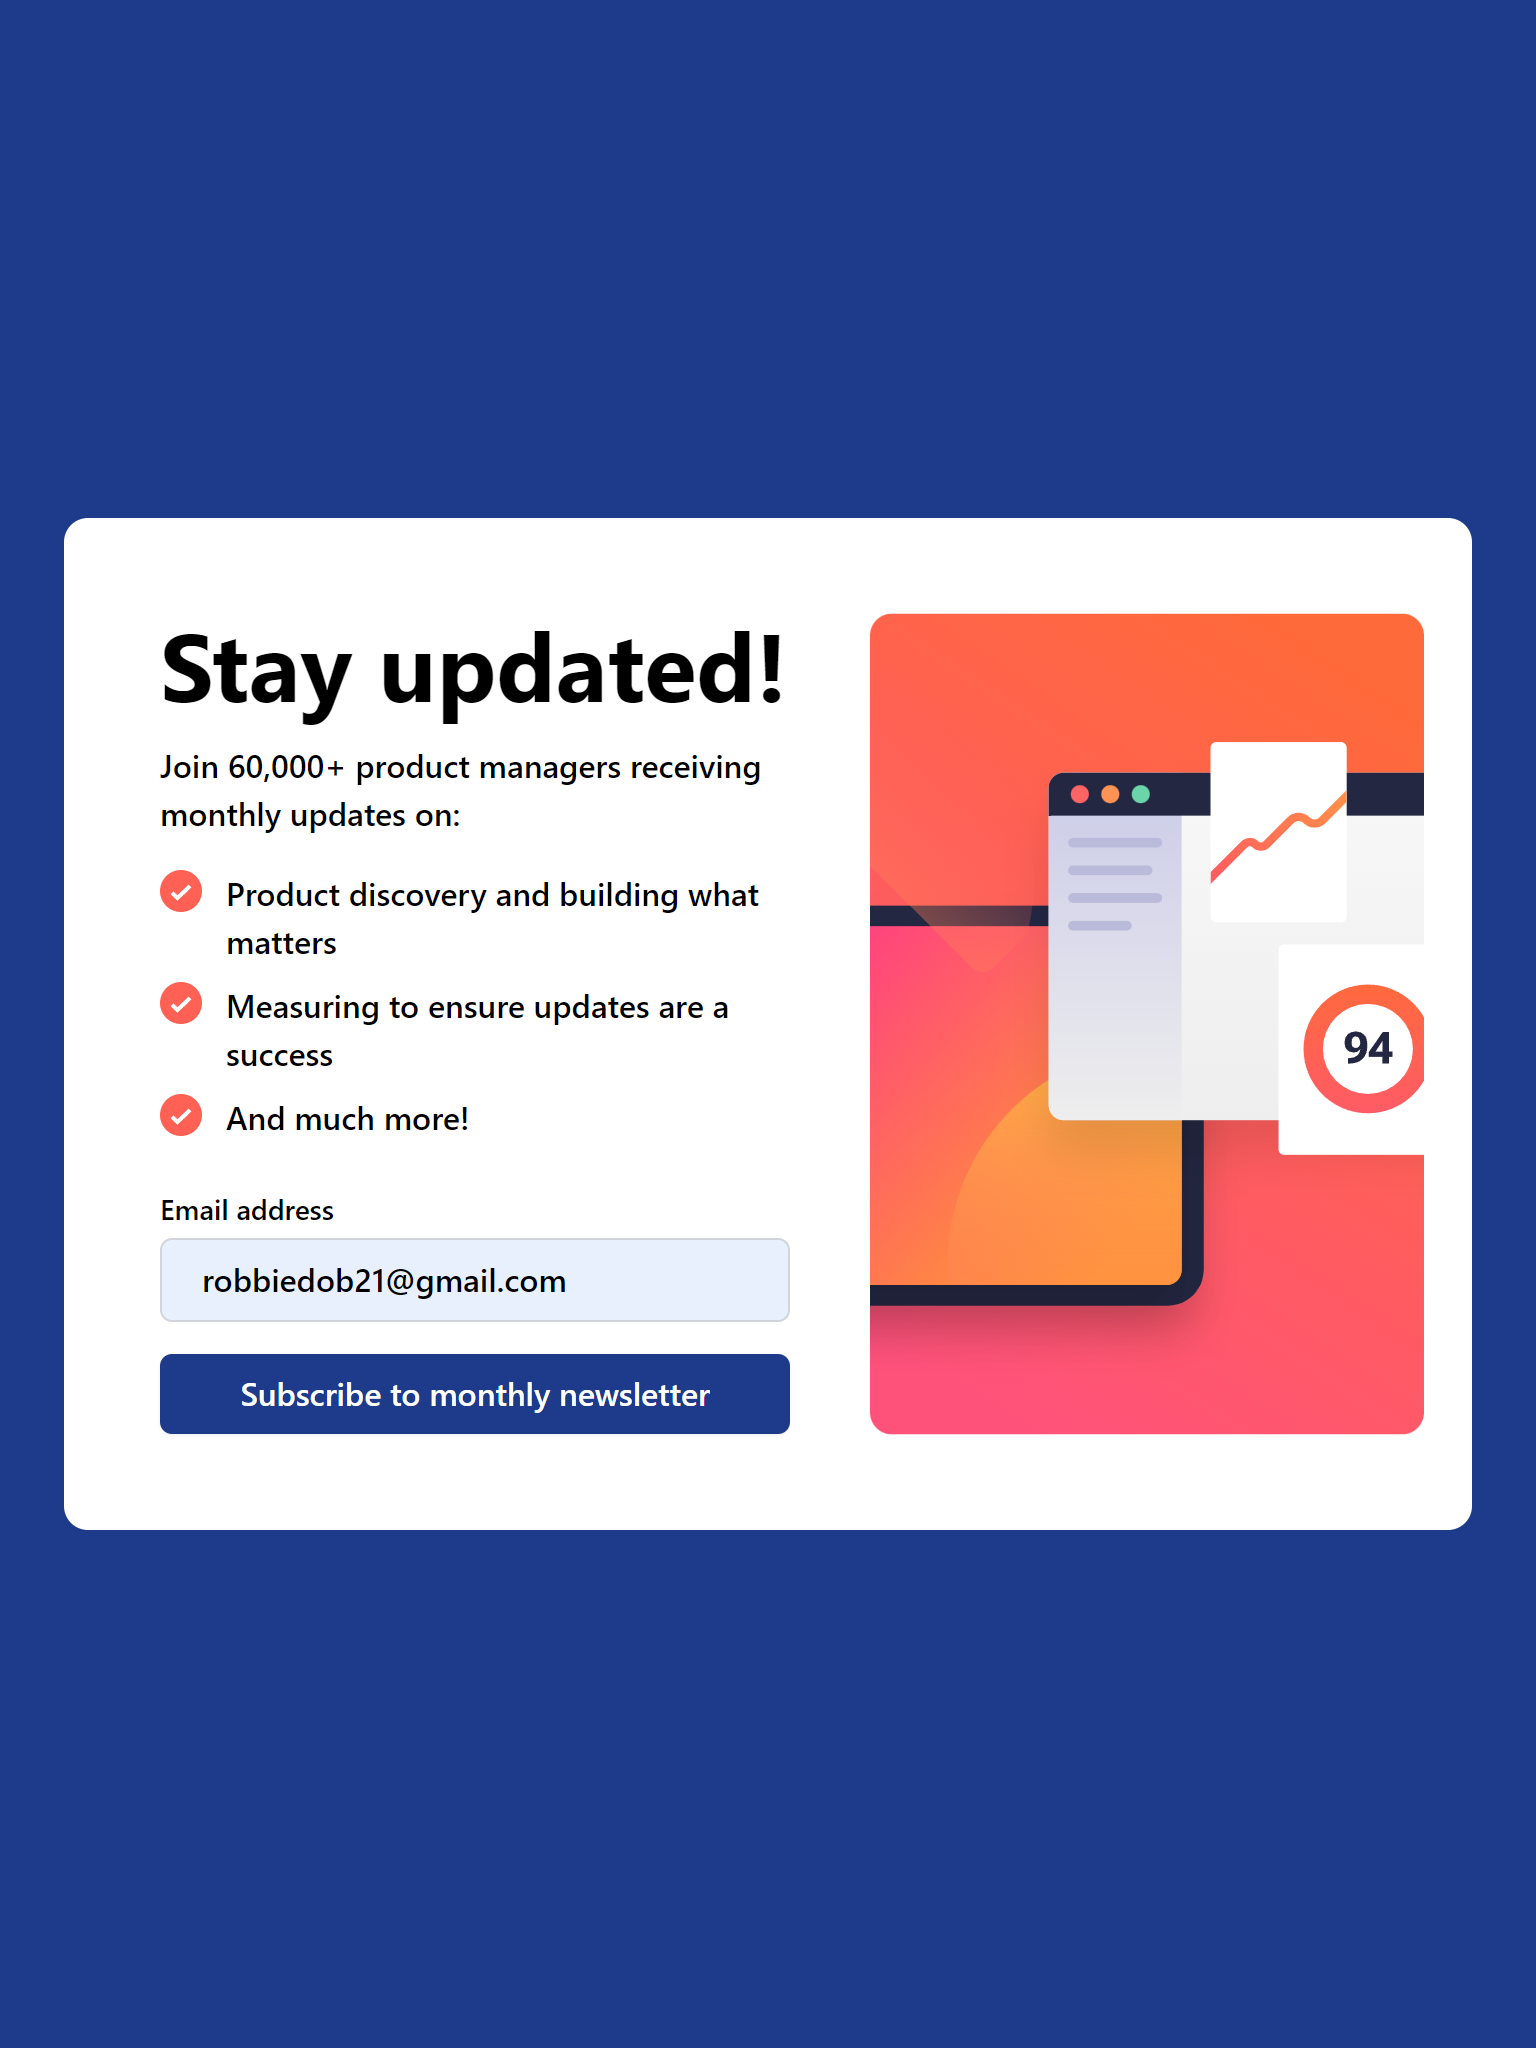 Stay updated!
Join 60,000+ product managers receiving
monthly updates on:
Product discovery and building what
matters
Measuring to ensure updates are a
success
And much more!
Email address
robbiedob21@gmail.com
Subscribe to monthly newsletter
94